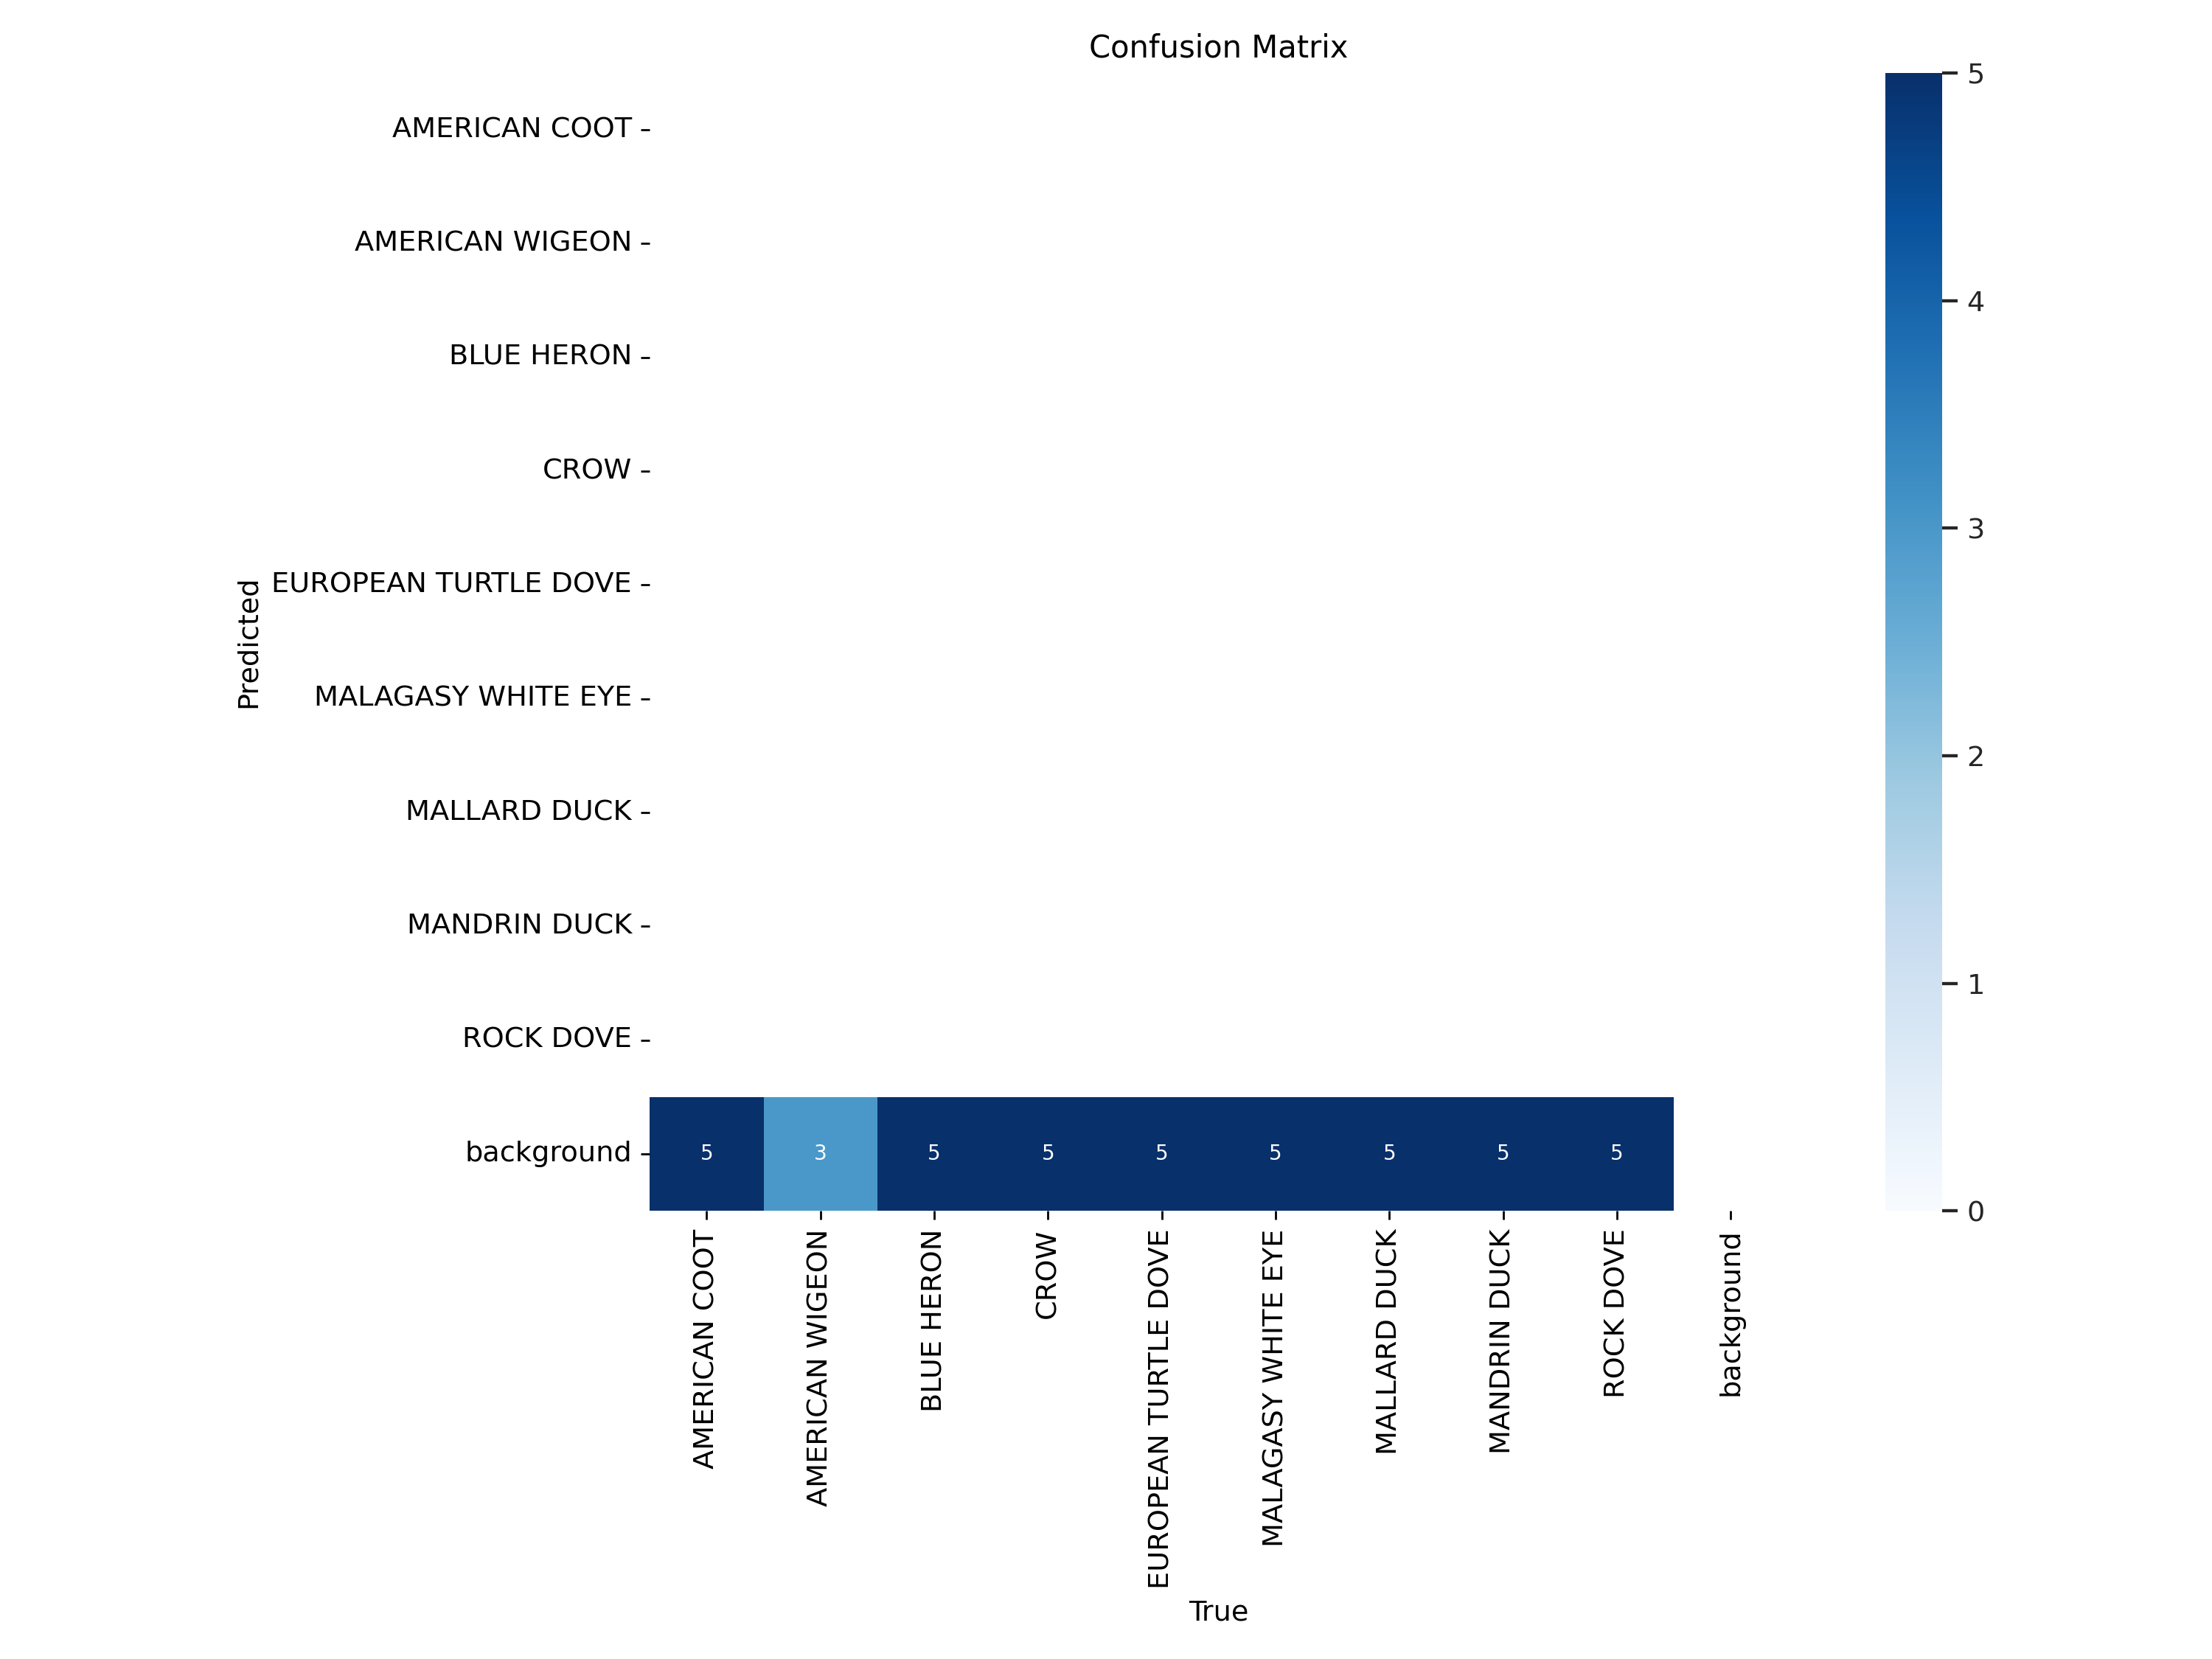 Confusion Matrix
AMERICAN COOT
AMERICAN WIGEON
BLUE HERON
CROW
EUROPEAN TURTLE DOVE
MALAGASY WHITE EYE
MALLARD DUCK
MANDRIN DUCK
ROCK DOVE
background
Predicted
5 3 5 5 5 5 5 5 5
AMERICAN COOT
AMERICAN WIGEON
BLUE HERON
CROW
EUROPEAN TURTLE DOVE
MALAGASY WHITE EYE
MALLARD DUCK
MANDRIN DUCK
ROCK DOVE
background
True
5
4
3
2
1
0